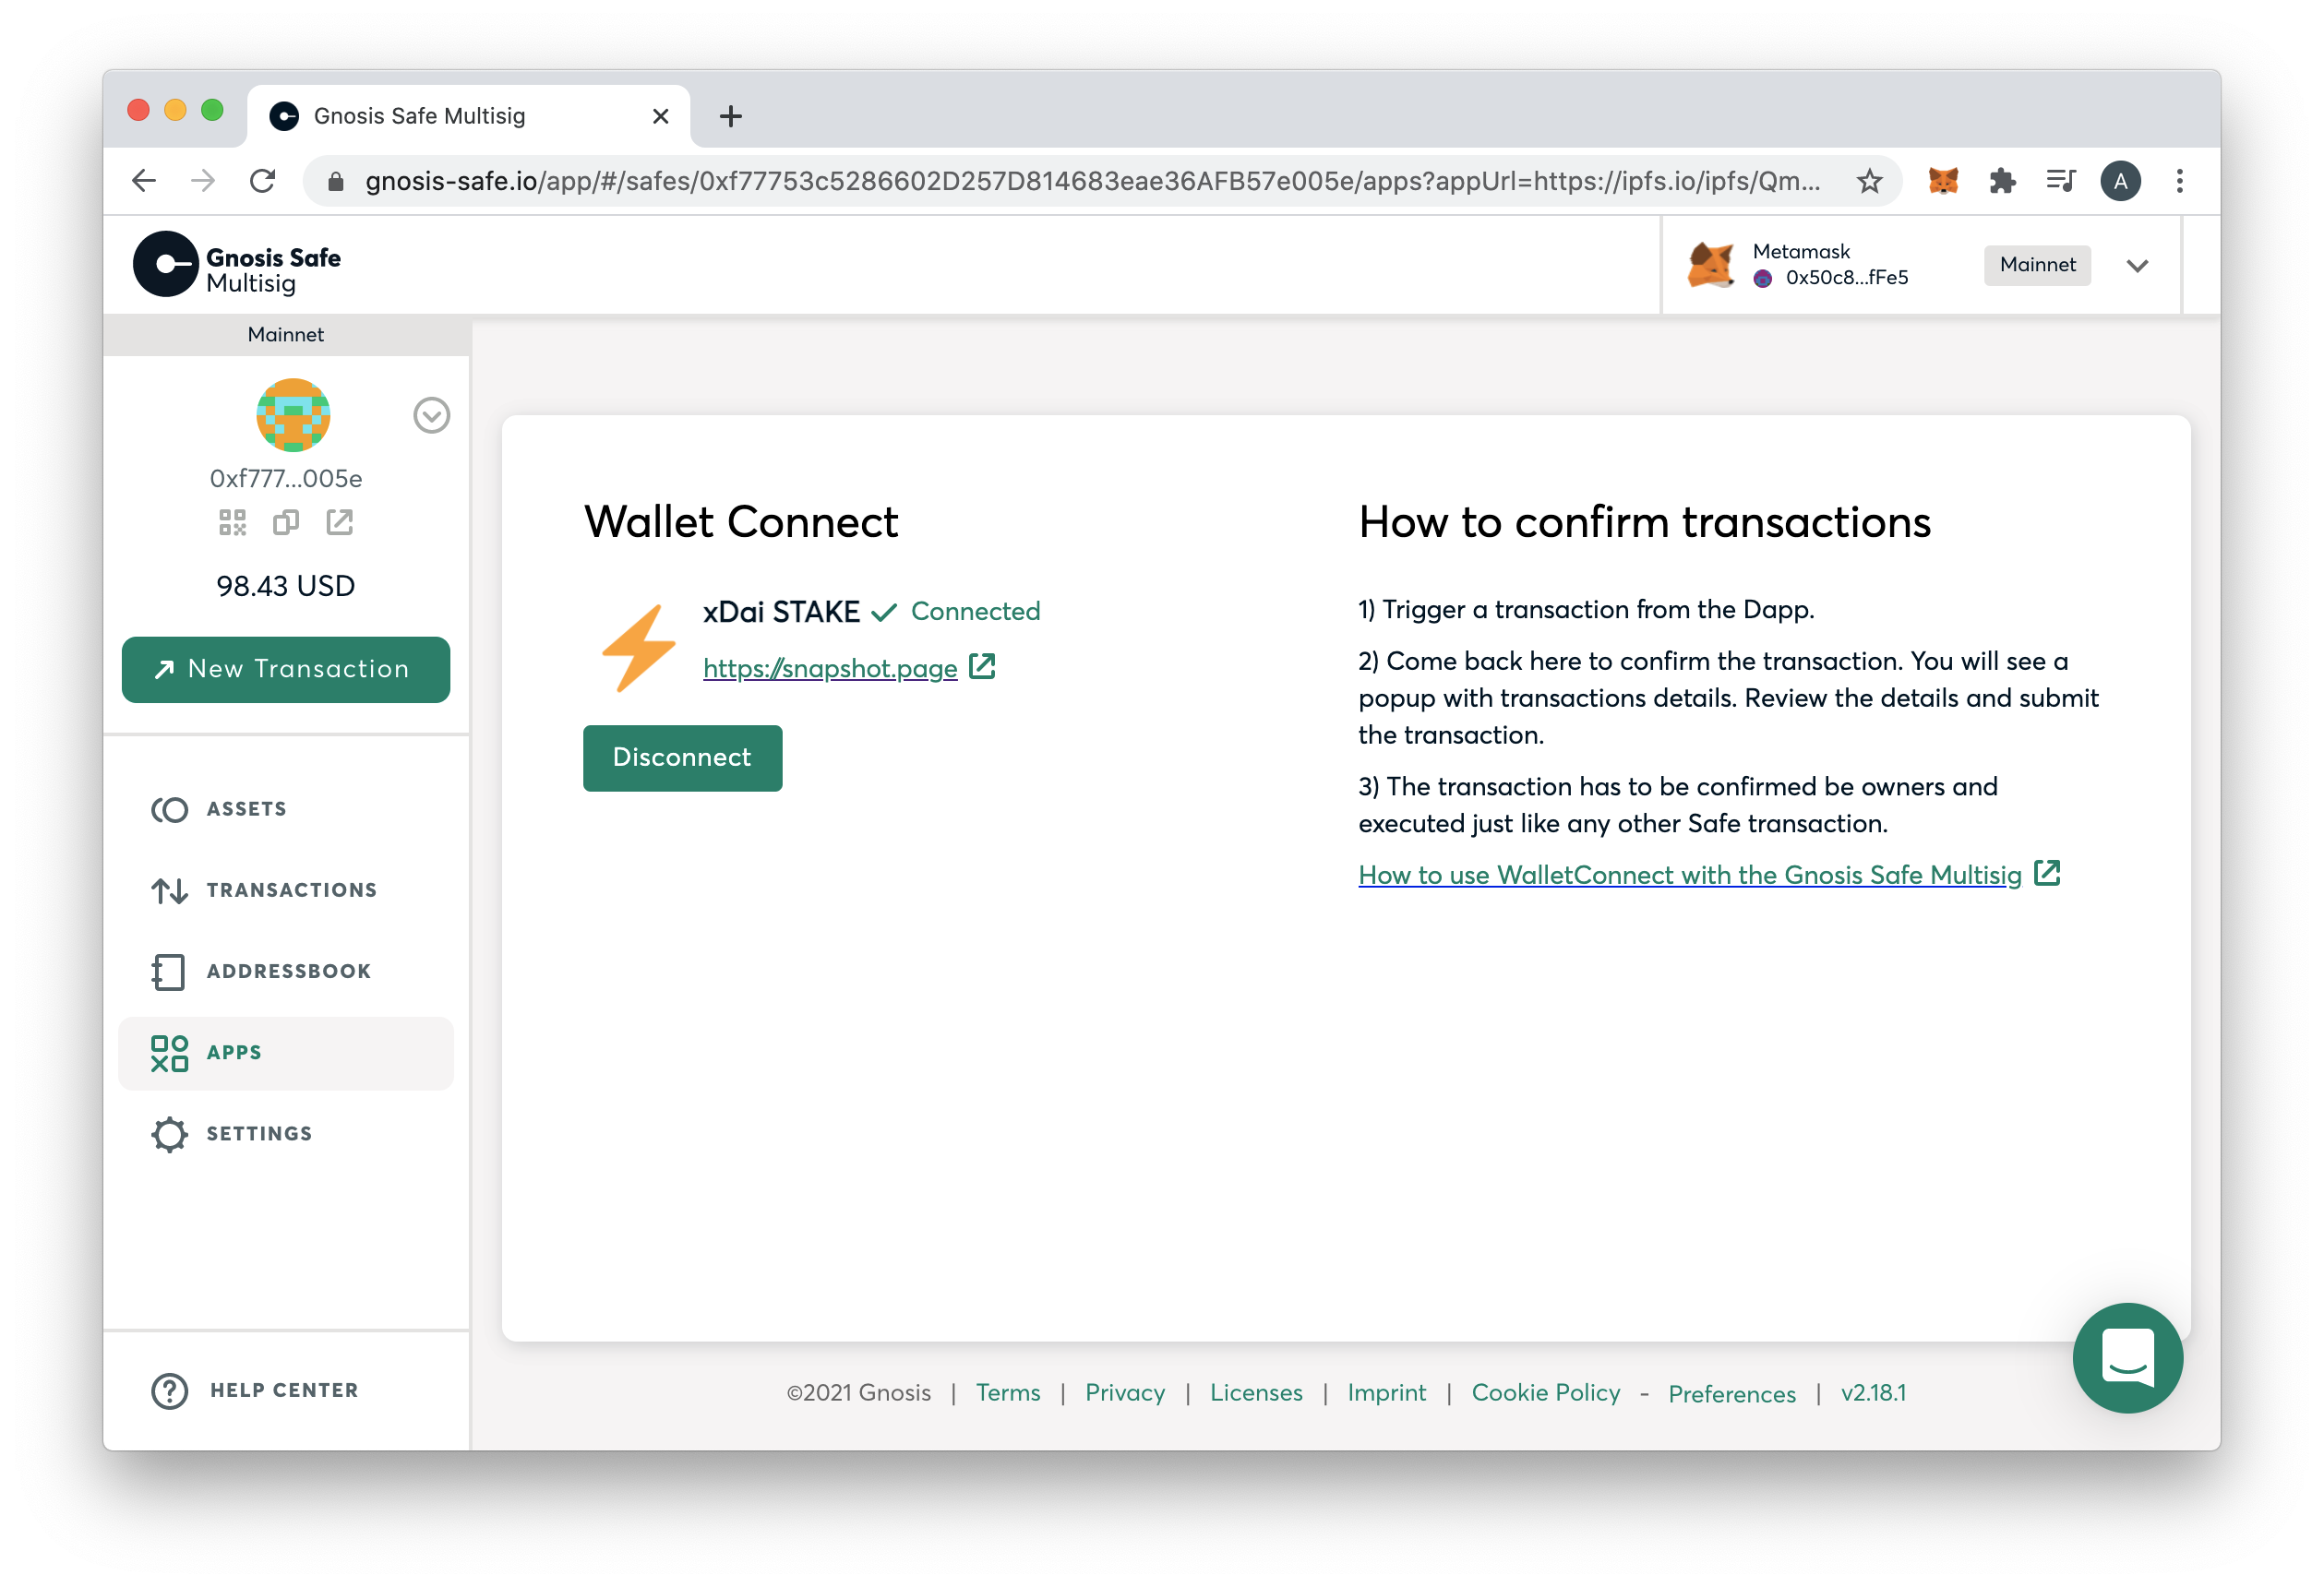 Gnosis Safe Multisig
gnosis-safe.io/app/#/safes/0xf77753c5286602D257D814683eae36AFB57e005e/apps?appUrl=https://ipfs.io/ipfs/Qm...
A
Gnosis Safe
Multisig
Metamask
0x50c8...fFe5
Mainnet
Mainnet
0xf777...005e
98.43 USD
New Transaction
ASSETS
TRANSACTIONS
ADDRESSBOOK
APPS
SETTINGS
HELP CENTER
Wallet Connect
xDai STAKE Connected
https://snapshot.page
Disconnect
How to confirm transactions
1) Trigger a transaction from the Dapp.
2) Come back here to confirm the transaction. You will see a
popup with transactions details. Review the details and submit
the transaction.
3) The transaction has to be confirmed be owners and
executed just like any other Safe transaction.
How to use WalletConnect with the Gnosis Safe Multisig
©2021 Gnosis | Terms | Privacy | Licenses | Imprint | Cookie Policy - Preferences | v2.18.1